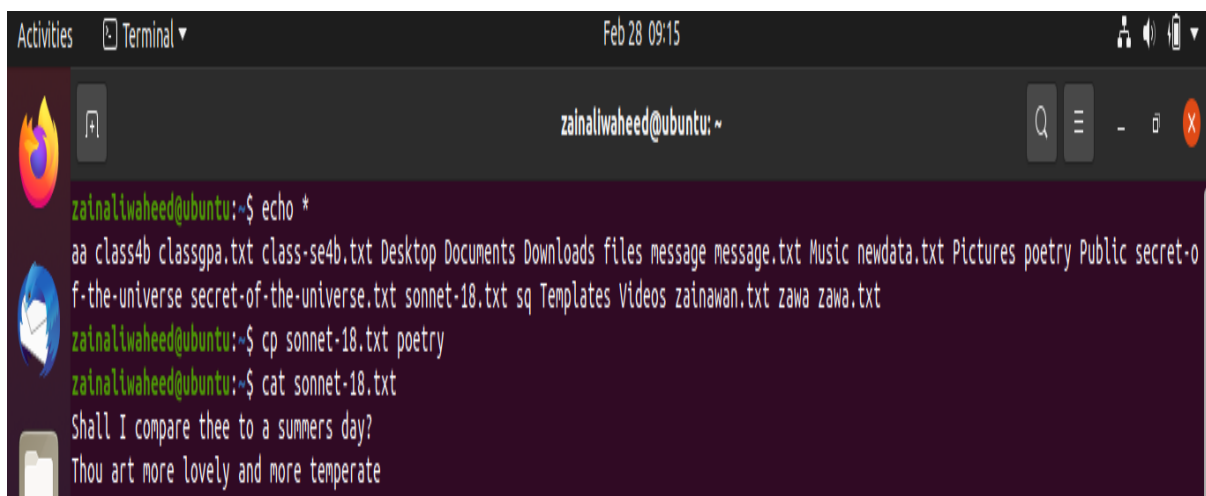 Activities Terminal Feb 28 09:15
zainaliwaheed@ubuntu: ~
zainaliwaheed@ubuntu:~$ echo *
aa class4b classgpa.txt class-se4b.txt Desktop Documents Downloads files message message.txt Music newdata.txt Pictures poetry Public secret-o
f-the-universe secret-of-the-universe.txt sonnet-18.txt sq Templates Videos zainawan.txt zawa zawa.txt
zainaliwaheed@ubuntu:~$ cp sonnet-18.txt poetry
zainaliwaheed@ubuntu:~$ cat sonnet-18.txt
Shall I compare thee to a summers day?
Thou art more lovely and more temperate